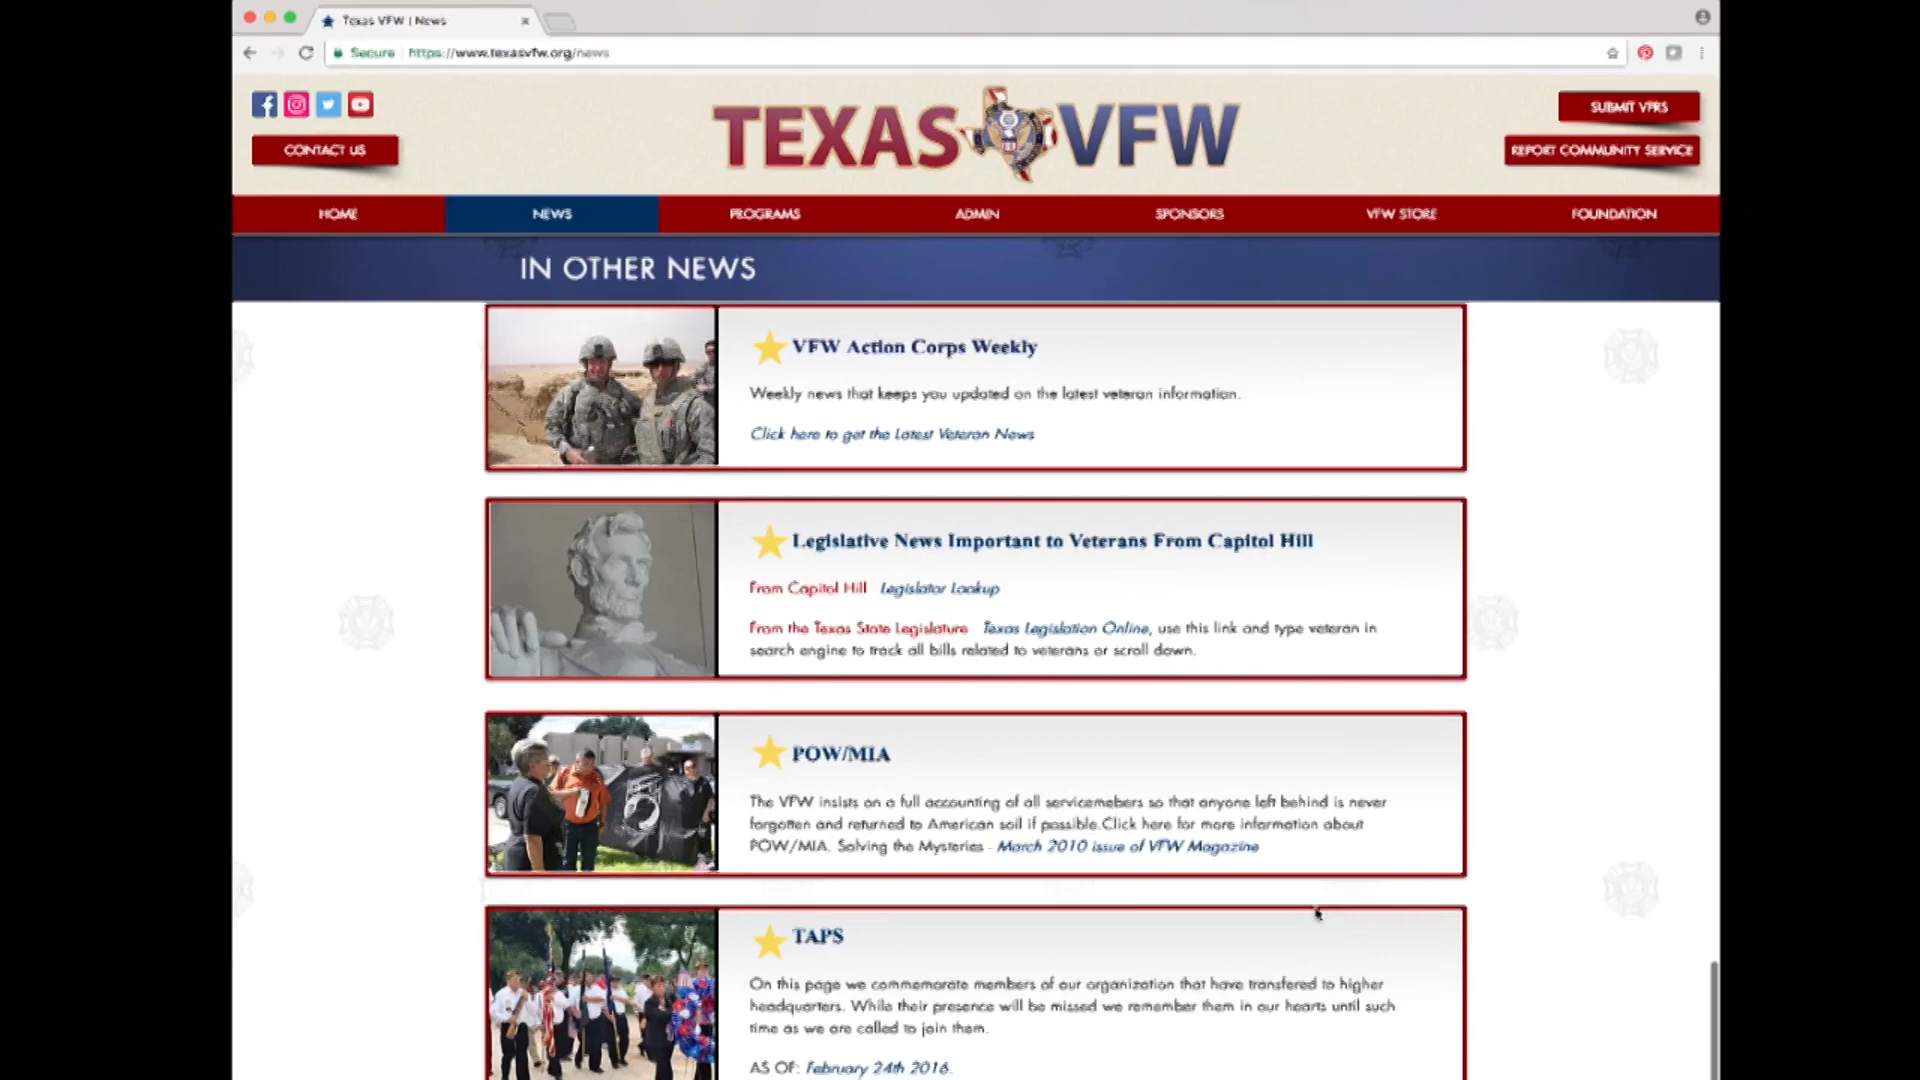 Texas VFW | News
Secure https://www.texasvfw.org/news
CONTACT US
TEXAS VFW
SUBMIT VPRS
REPORT COMMUNITY SERVICE
HOME NEWS PROGRAMS ADMIN SPONSORS VFW STORE FOUNDATION
IN OTHER NEWS
VFW Action Corps Weekly
Weekly news that keeps you updated on the latest veteran information.
Click here to get the Latest Veteran News
Legislative News Important to Veterans From Capitol Hill
From Capitol Hill Legislator Lookup
From the Texas State Legislature Texas Legislation Online, use this link and type veteran in
search engine to track all bills related to veterans or scroll down.
POW/MIA
The VFW insists on a full accounting of all servicemebers so that anyone left behind is never
forgotten and returned to American soil if possible.Click here for more information about
POW/MIA. Solving the Mysteries - March 2010 issue of VFW Magazine
TAPS
On this page we commemorate members of our organization that have transfered to higher
headquarters. While their presence will be missed we remember them in our hearts until such
time as we are called to join them.
AS OF: February 24th 2016.